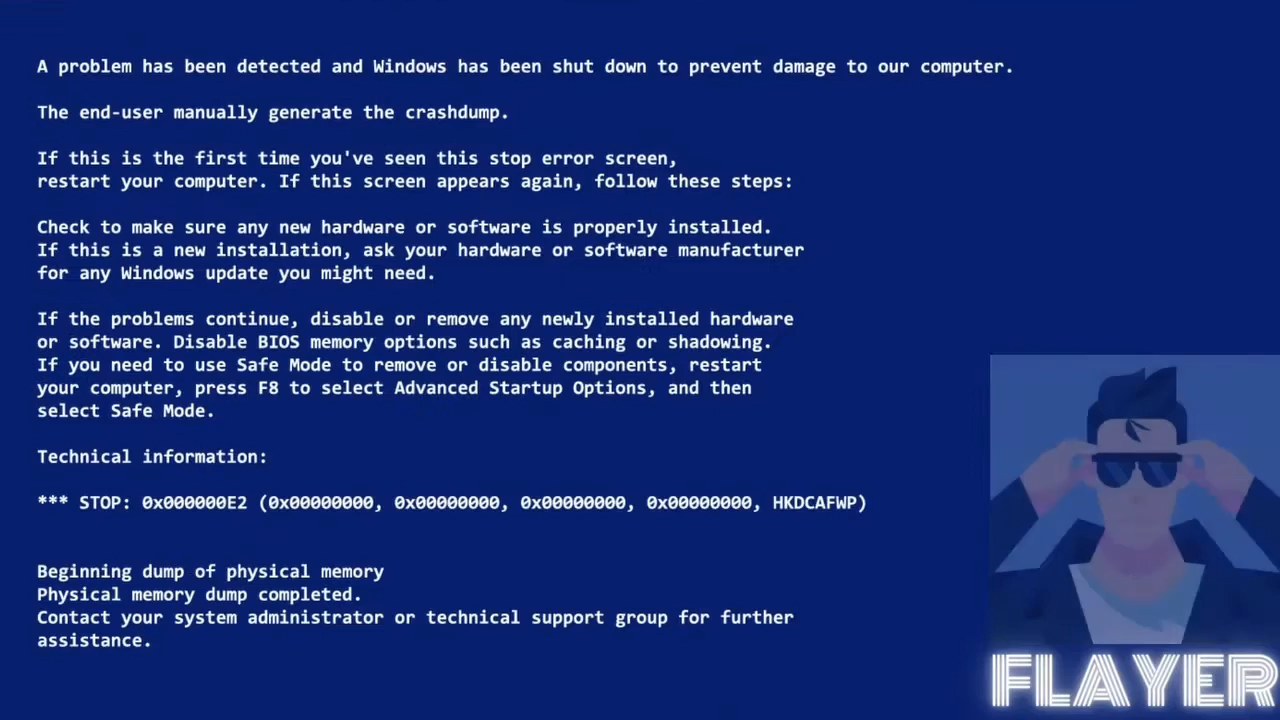 A problem has been detected and Windows has been shut down to prevent damage to our computer.
The end-user manually generate the crashdump.
If this is the first time you've seen this stop error screen,
restart your computer. If this screen appears again, follow these steps:
Check to make sure any new hardware or software is properly installed.
If this is a new installation, ask your hardware or software manufacturer
for any Windows update you might need.
If the problems continue, disable or remove any newly installed hardware
or software. Disable BIOS memory options such as caching or shadowing.
If you need to use Safe Mode to remove or disable components, restart
your computer, press F8 to select Advanced Startup Options, and then
select Safe Mode.
Technical information:
*** STOP: 0x000000E2 (0x00000000, 0x00000000, 0x00000000, 0x00000000, HKDCAFWP)
Beginning dump of physical memory
Physical memory dump completed.
Contact your system administrator or technical support group for further
assistance.
FLAYER